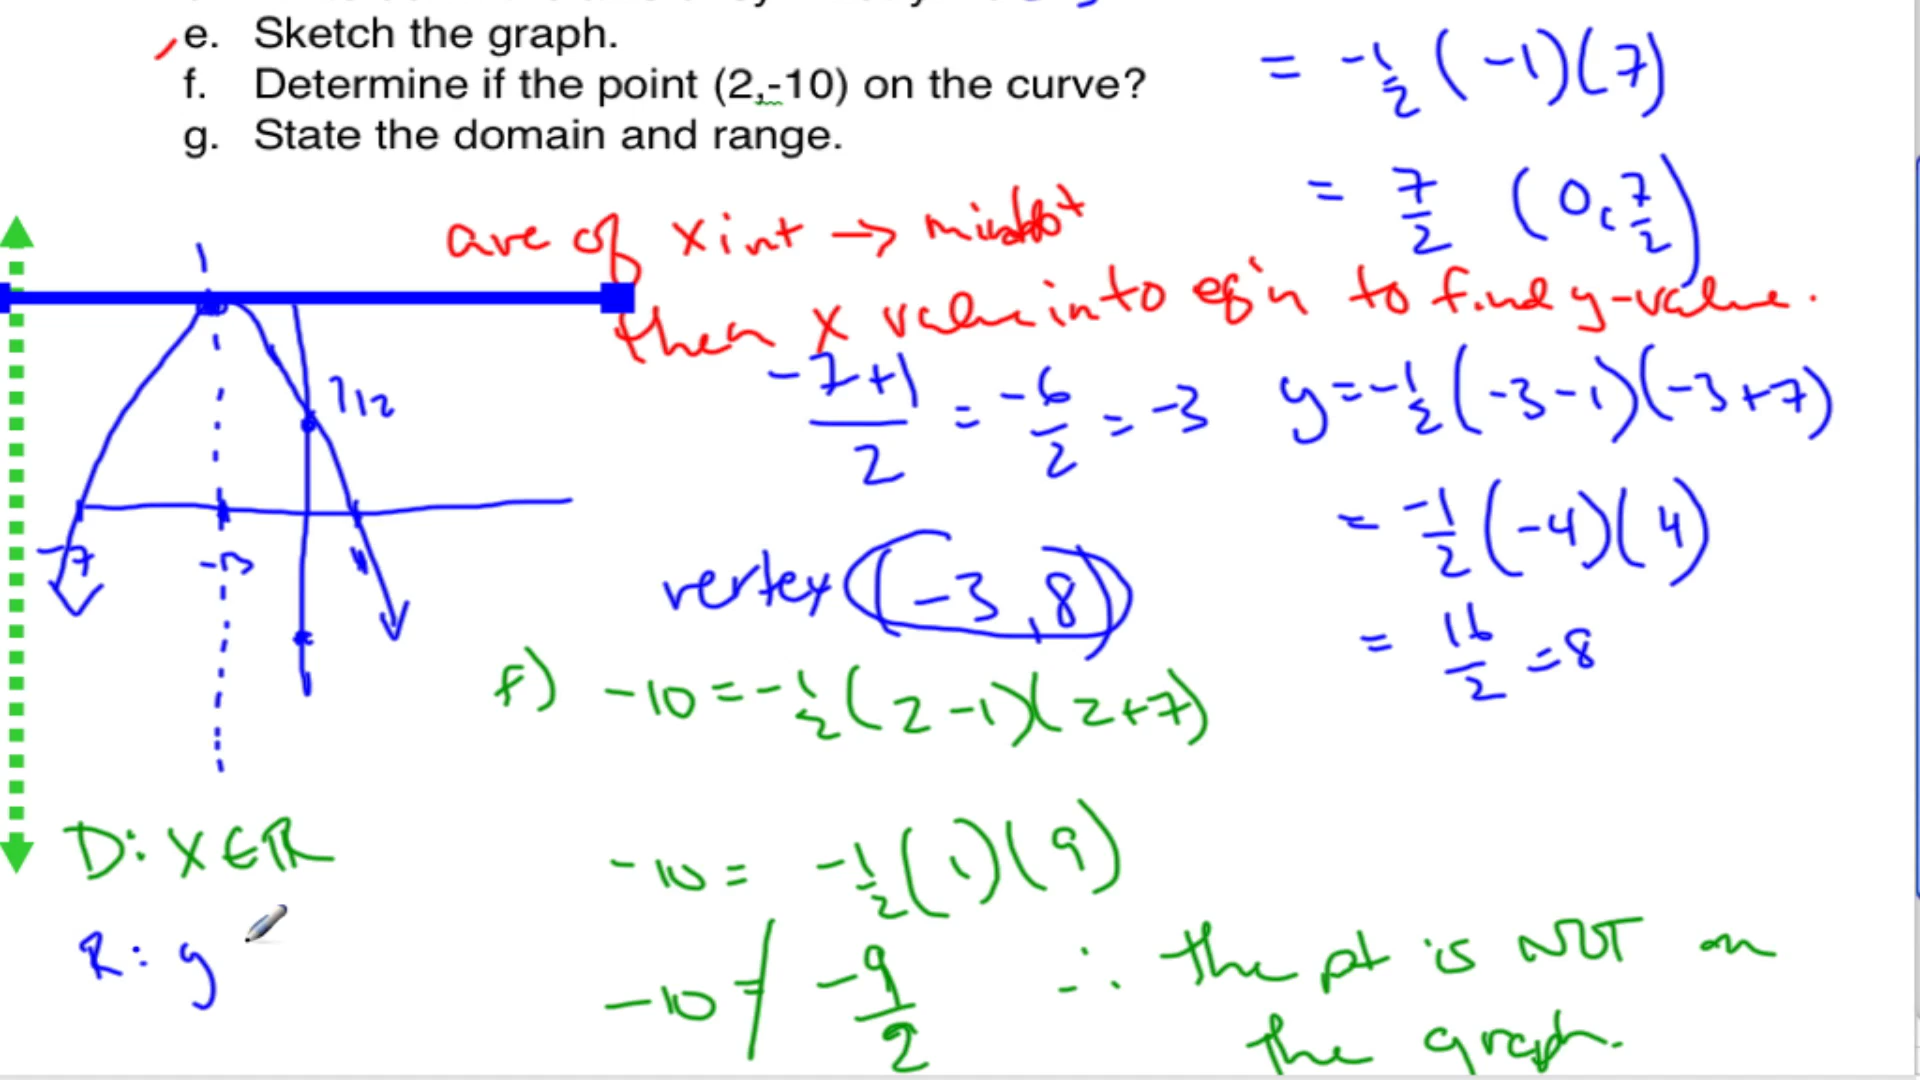 e. Sketch the graph.
f. Determine if the point (2,-10) on the curve?
g. State the domain and range.
= -1/2 (-1)(7)
= 7/2 (0, 7/2)
ave of x int → midpt
then x value into eq'n to find y-value.
-7+1/2 = -6/2 = -3
y = -1/2 (-3-1)(-3+7)
= -1/2 (-4)(4)
= 16/2 = 8
vertex (-3, 8)
7/2
-7 -3 1
f) -10 = -1/2 (2-1)(2+7)
-10 = -1/2 (1)(9)
-10 ≠ -9/2
∴ the pt is NOT on
the graph.
D: X ∈ R
R: y